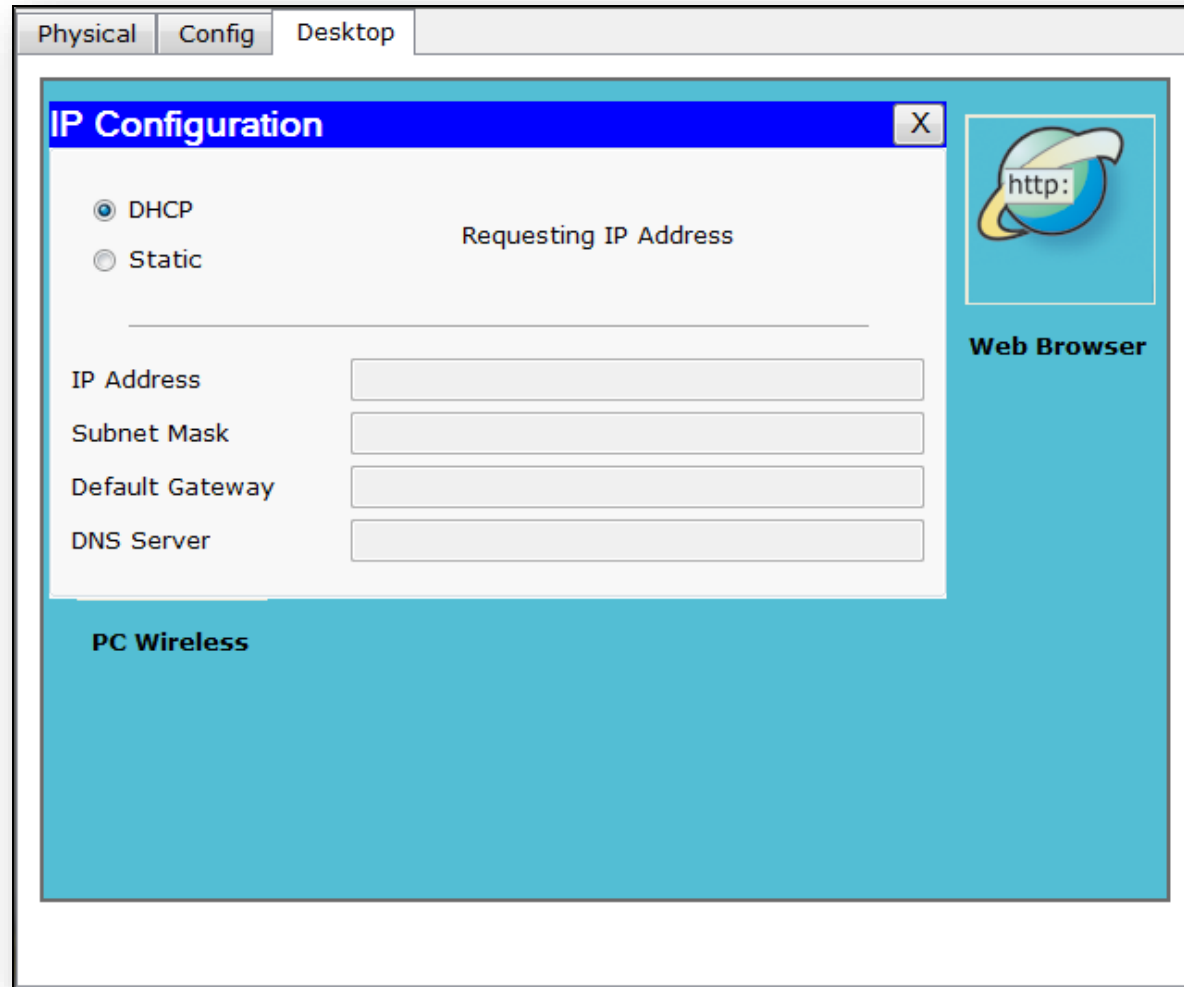 Physical Config Desktop
IP Configuration X
DHCP
Requesting IP Address
Static
http:
Web Browser
IP Address
Subnet Mask
Default Gateway
DNS Server
PC Wireless